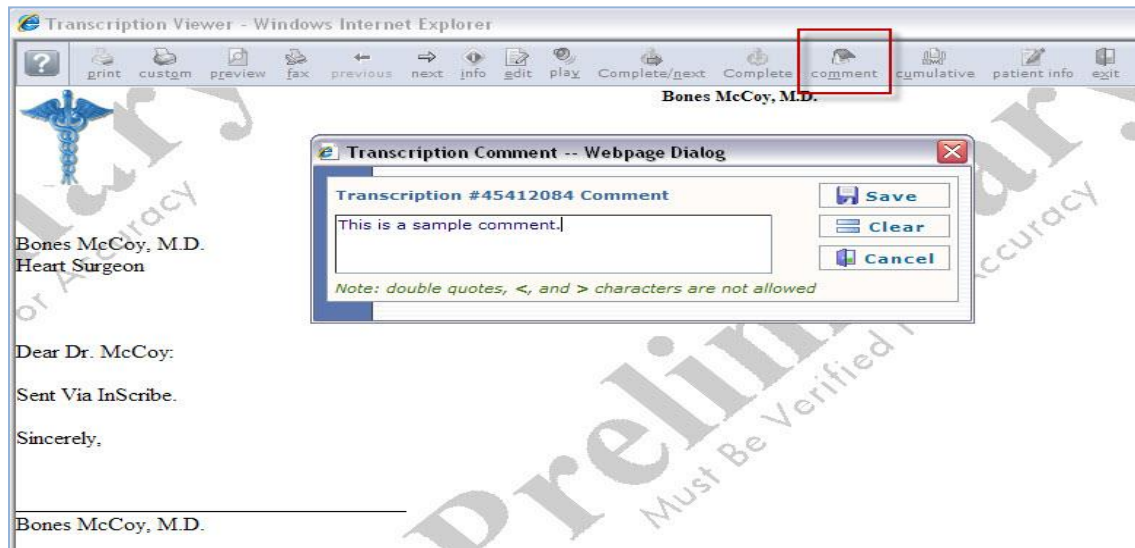 Transcription Viewer - Windows Internet Explorer
?
print custom preview fax previous next info edit play Complete/next Complete comment cumulative patient info exit
Bones McCoy, M.D.
Transcription Comment -- Webpage Dialog
Transcription #45412084 Comment
Save
This is a sample comment.
Clear
Cancel
Note: double quotes, <, and > characters are not allowed
Bones McCoy, M.D.
Heart Surgeon
or Accuracy
Dear Dr. McCoy:
Sent Via InScribe.
Sincerely,
Must Be Verified
Bones McCoy, M.D.